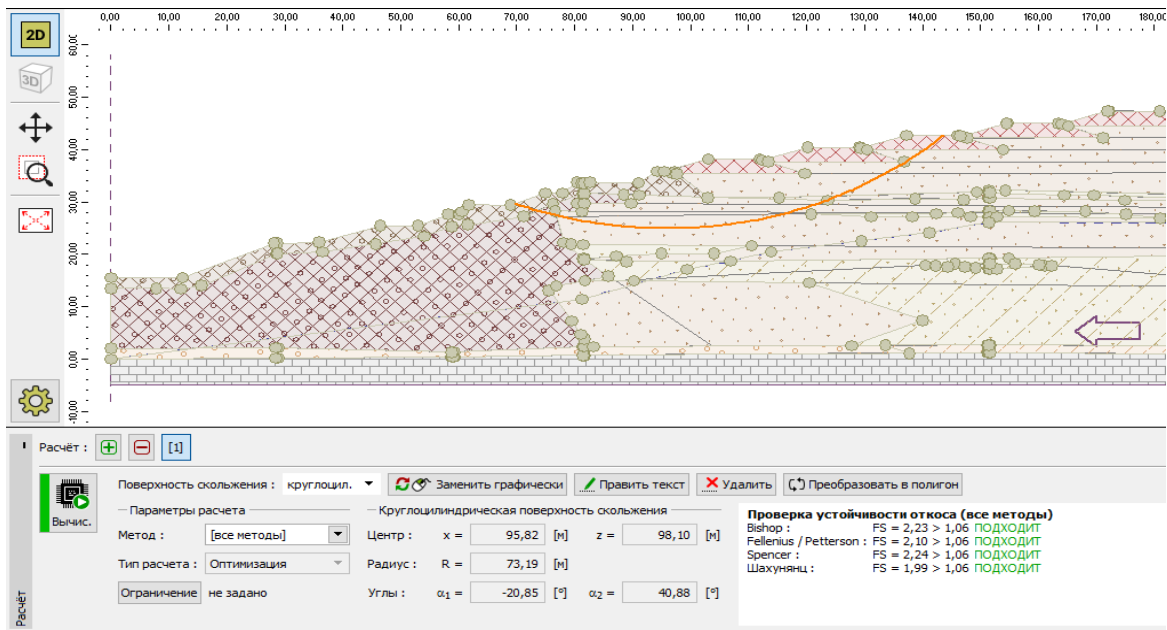 0,00 10,00 20,00 30,00 40,00 50,00 60,00 70,00 80,00 90,00 100,00 110,00 120,00 130,00 140,00 150,00 160,00 170,00 180,0
2D
3D
60,00
50,00
40,00
30,00
20,00
10,00
0,00
-10,00
Расчёт : [1]
Вычис.
Поверхность скольжения : круглоцил. Заменить графически Править текст Удалить Преобразовать в полигон
Параметры расчета
Метод : [все методы]
Тип расчета : Оптимизация
Ограничение не задано
Круглоцилиндрическая поверхность скольжения
Центр : x = 95,82 [м] z = 98,10 [м]
Радиус : R = 73,19 [м]
Углы : α1 = -20,85 [°] α2 = 40,88 [°]
Проверка устойчивости откоса (все методы)
Bishop : FS = 2,23 > 1,06 ПОДХОДИТ
Fellenius / Petterson : FS = 2,10 > 1,06 ПОДХОДИТ
Spencer : FS = 2,24 > 1,06 ПОДХОДИТ
Шахунянц : FS = 1,99 > 1,06 ПОДХОДИТ
Расчёт